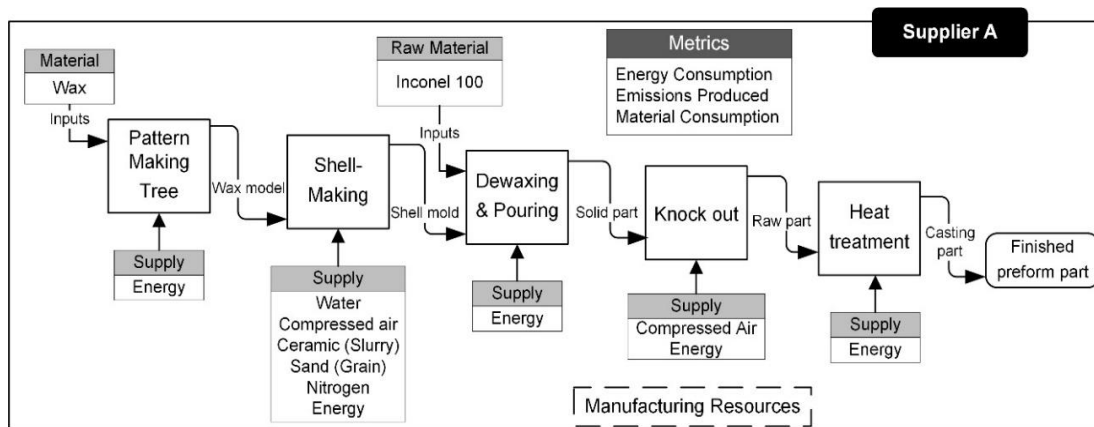 Supplier A
Material
Wax
Inputs
Raw Material
Inconel 100
Inputs
Metrics
Energy Consumption
Emissions Produced
Material Consumption
Pattern
Making
Tree
Wax model
Shell-
Making
Shell mold
Dewaxing
& Pouring
Solid part
Knock out
Raw part
Heat
treatment
Casting
part
Finished
preform part
Supply
Energy
Supply
Water
Compressed air
Ceramic (Slurry)
Sand (Grain)
Nitrogen
Energy
Supply
Energy
Supply
Compressed Air
Energy
Supply
Energy
Manufacturing Resources